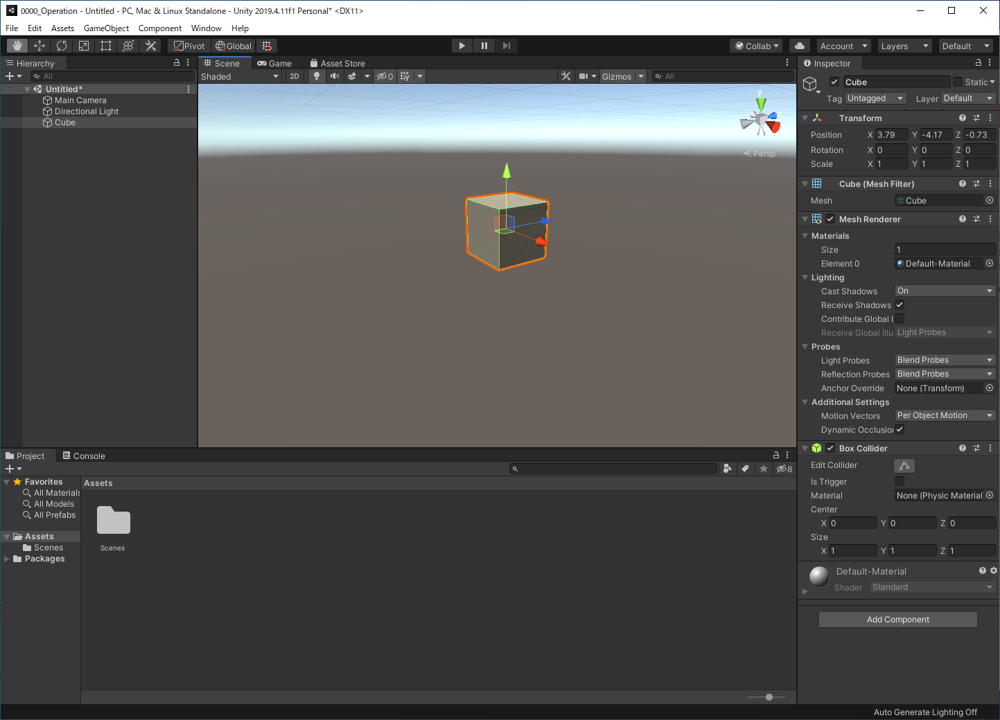 0000_Operation - Untitled - PC, Mac & Linux Standalone - Unity 2019.4.11f1 Personal* <DX11>
File Edit Assets GameObject Component Window Help
Pivot Global Collab Account Layers Default
Hierarchy
All
Untitled*
Main Camera
Directional Light
Cube
Scene Game Asset Store
Shaded 2D 0 Gizmos All
y
Persp
Inspector
Cube Static
Tag Untagged Layer Default
Transform
Position X 3.79 Y -4.17 Z -0.73
Rotation X 0 Y 0 Z 0
Scale X 1 Y 1 Z 1
Cube (Mesh Filter)
Mesh Cube
Mesh Renderer
Materials
Size 1
Element 0 Default-Material
Lighting
Cast Shadows On
Receive Shadows
Contribute Global I
Receive Global Illu Light Probes
Probes
Light Probes Blend Probes
Reflection Probes Blend Probes
Anchor Override None (Transform)
Additional Settings
Motion Vectors Per Object Motion
Dynamic Occlusion
Box Collider
Edit Collider
Is Trigger
Material None (Physic Material
Center
X 0 Y 0 Z 0
Size
X 1 Y 1 Z 1
Default-Material
Shader Standard
Add Component
Project Console
8
Favorites
All Materials
All Models
All Prefabs
Assets
Scenes
Packages
Assets
Scenes
Auto Generate Lighting Off